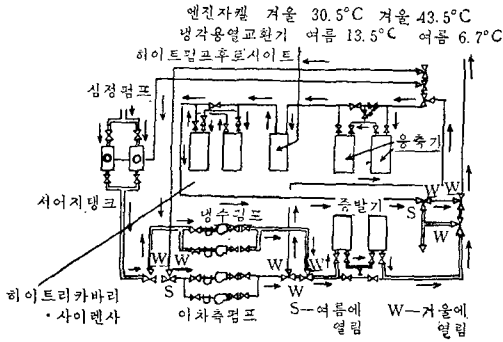 엔진자켈 겨울 30.5°C 겨울 43.5°C
냉각용열교환기 여름 13.5°C 여름 6.7°C
히이트펌프후로시이트
심정펌프
응축기
서어지탱크
증발기
W W
S
W
냉수펌프
W W
S
W W
W
히이트리카바리
·사이렌사
이차측펌프
S—여름에
열림
W—겨울에
열림